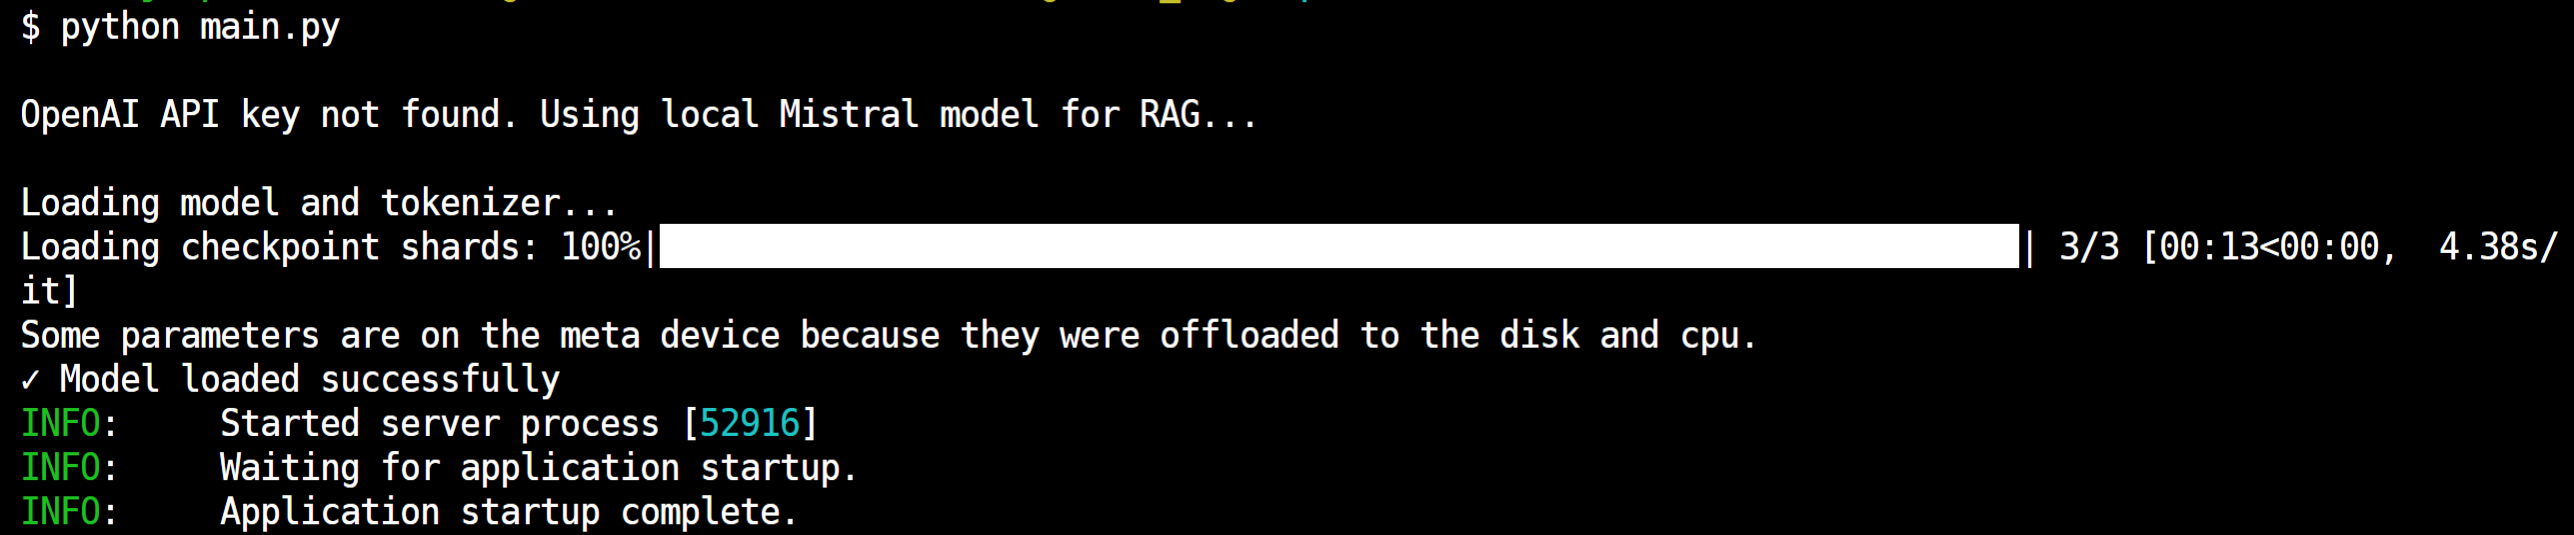 $ python main.py
OpenAI API key not found. Using local Mistral model for RAG...
Loading model and tokenizer...
Loading checkpoint shards: 100%|██████████| 3/3 [00:13<00:00,  4.38s/
it]
Some parameters are on the meta device because they were offloaded to the disk and cpu.
✓ Model loaded successfully
INFO:     Started server process [52916]
INFO:     Waiting for application startup.
INFO:     Application startup complete.